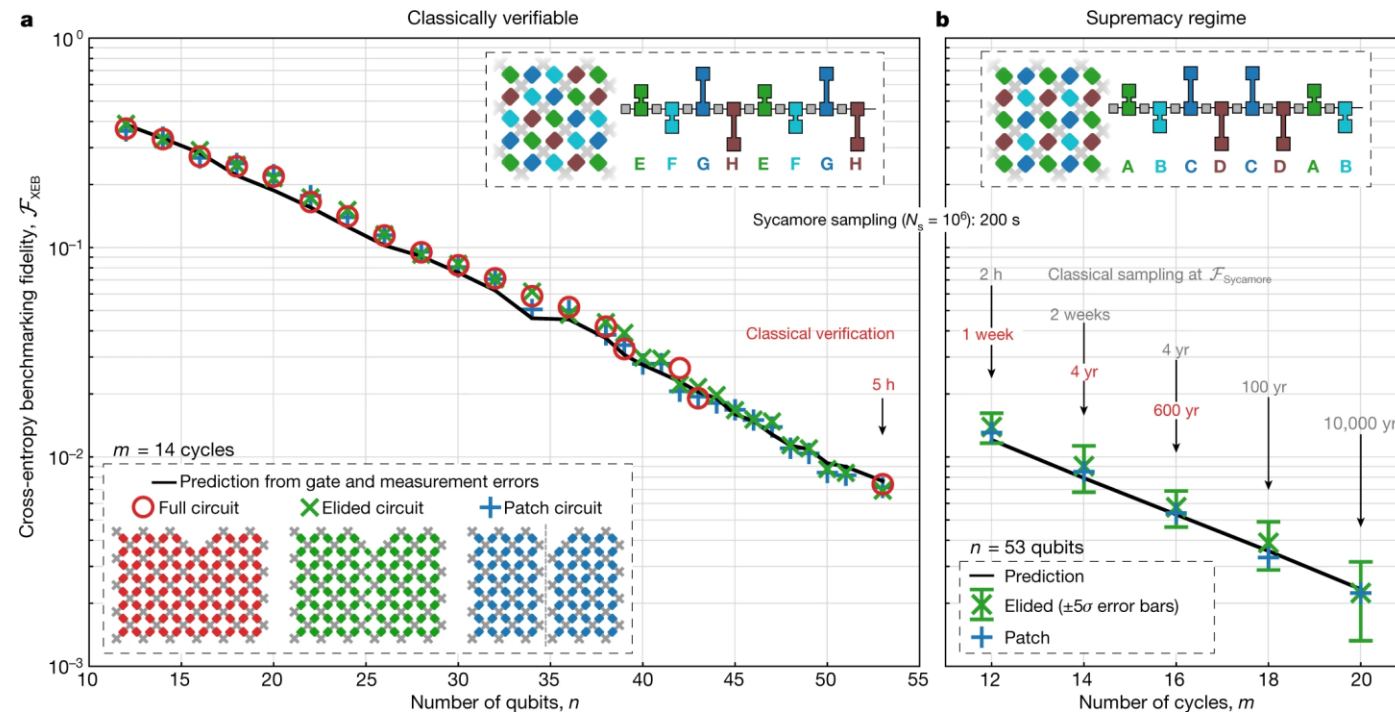 a
Classically verifiable
10⁰
10⁻¹
10⁻²
10⁻³
Cross-entropy benchmarking fidelity, ℱXEB
E F G H E F G H
Sycamore sampling (Ns = 10⁶): 200 s
Classical verification
5 h
m = 14 cycles
Prediction from gate and measurement errors
Full circuit
Elided circuit
Patch circuit
10 15 20 25 30 35 40 45 50 55
Number of qubits, n
b
Supremacy regime
A B C D C D A B
2 h
Classical sampling at ℱSycamore
1 week
2 weeks
4 yr
4 yr
600 yr
100 yr
10,000 yr
n = 53 qubits
Prediction
Elided (±5σ error bars)
Patch
12 14 16 18 20
Number of cycles, m